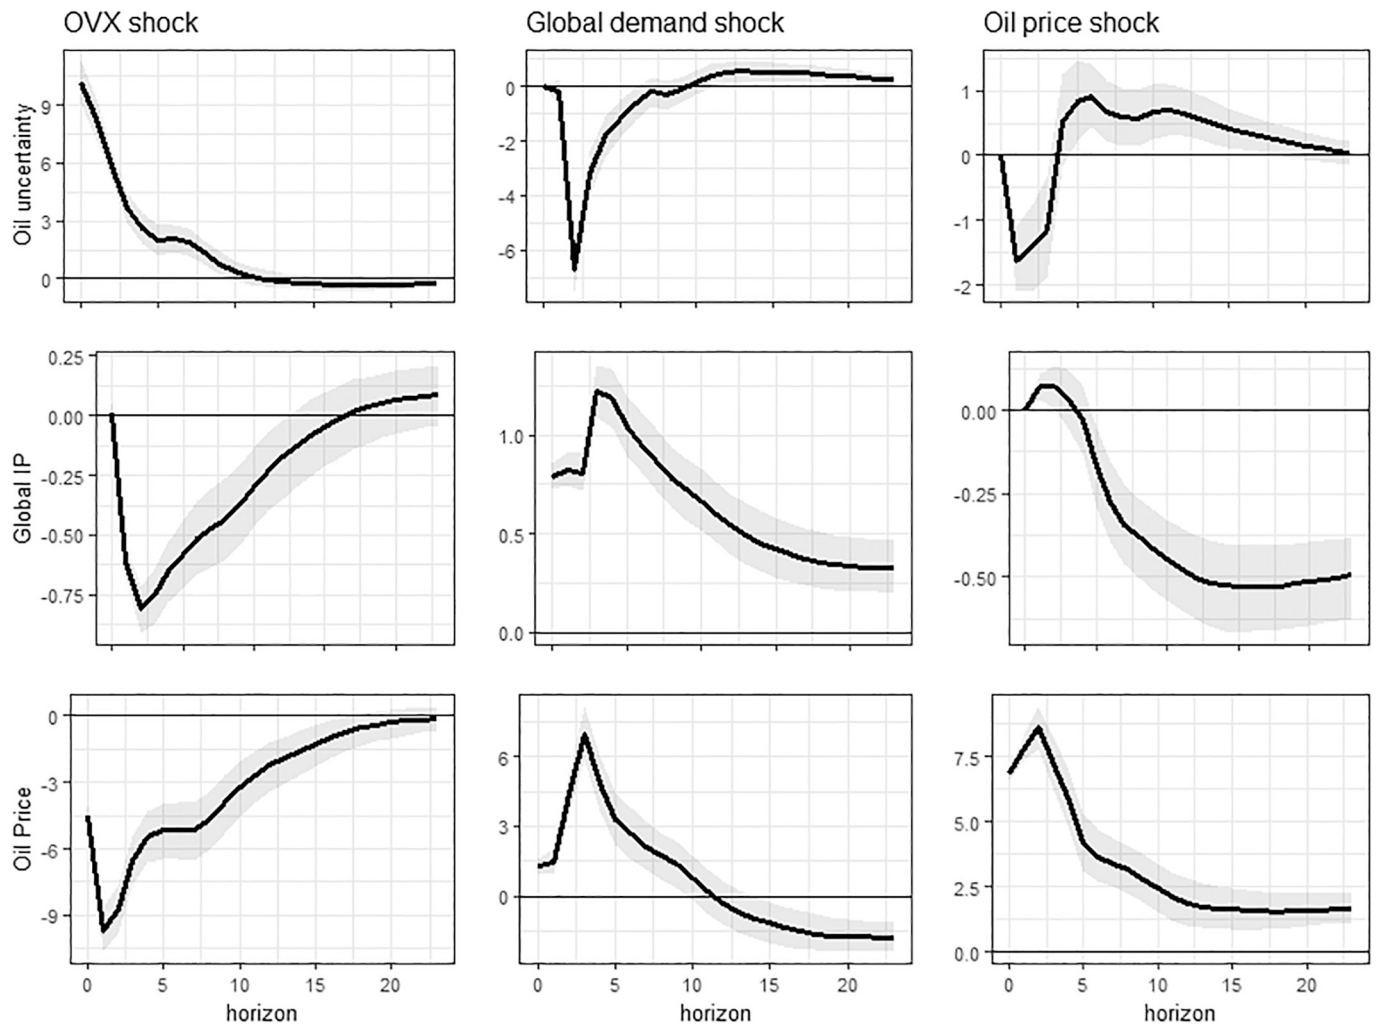 OVX shock
Global demand shock
Oil price shock
Oil uncertainty
9
6
3
0
0
-2
-4
-6
1
0
-1
-2
Global IP
0.25
0.00
-0.25
-0.50
-0.75
1.0
0.5
0.0
0.00
-0.25
-0.50
Oil Price
0
-3
-6
-9
6
3
0
7.5
5.0
2.5
0.0
0 5 10 15 20
0 5 10 15 20
0 5 10 15 20
horizon
horizon
horizon